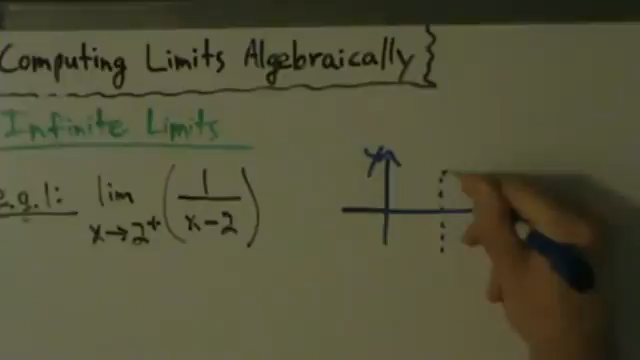 Computing Limits Algebraically
Infinite Limits
e.g. 1: lim x→2⁺ (1/(x-2))
y